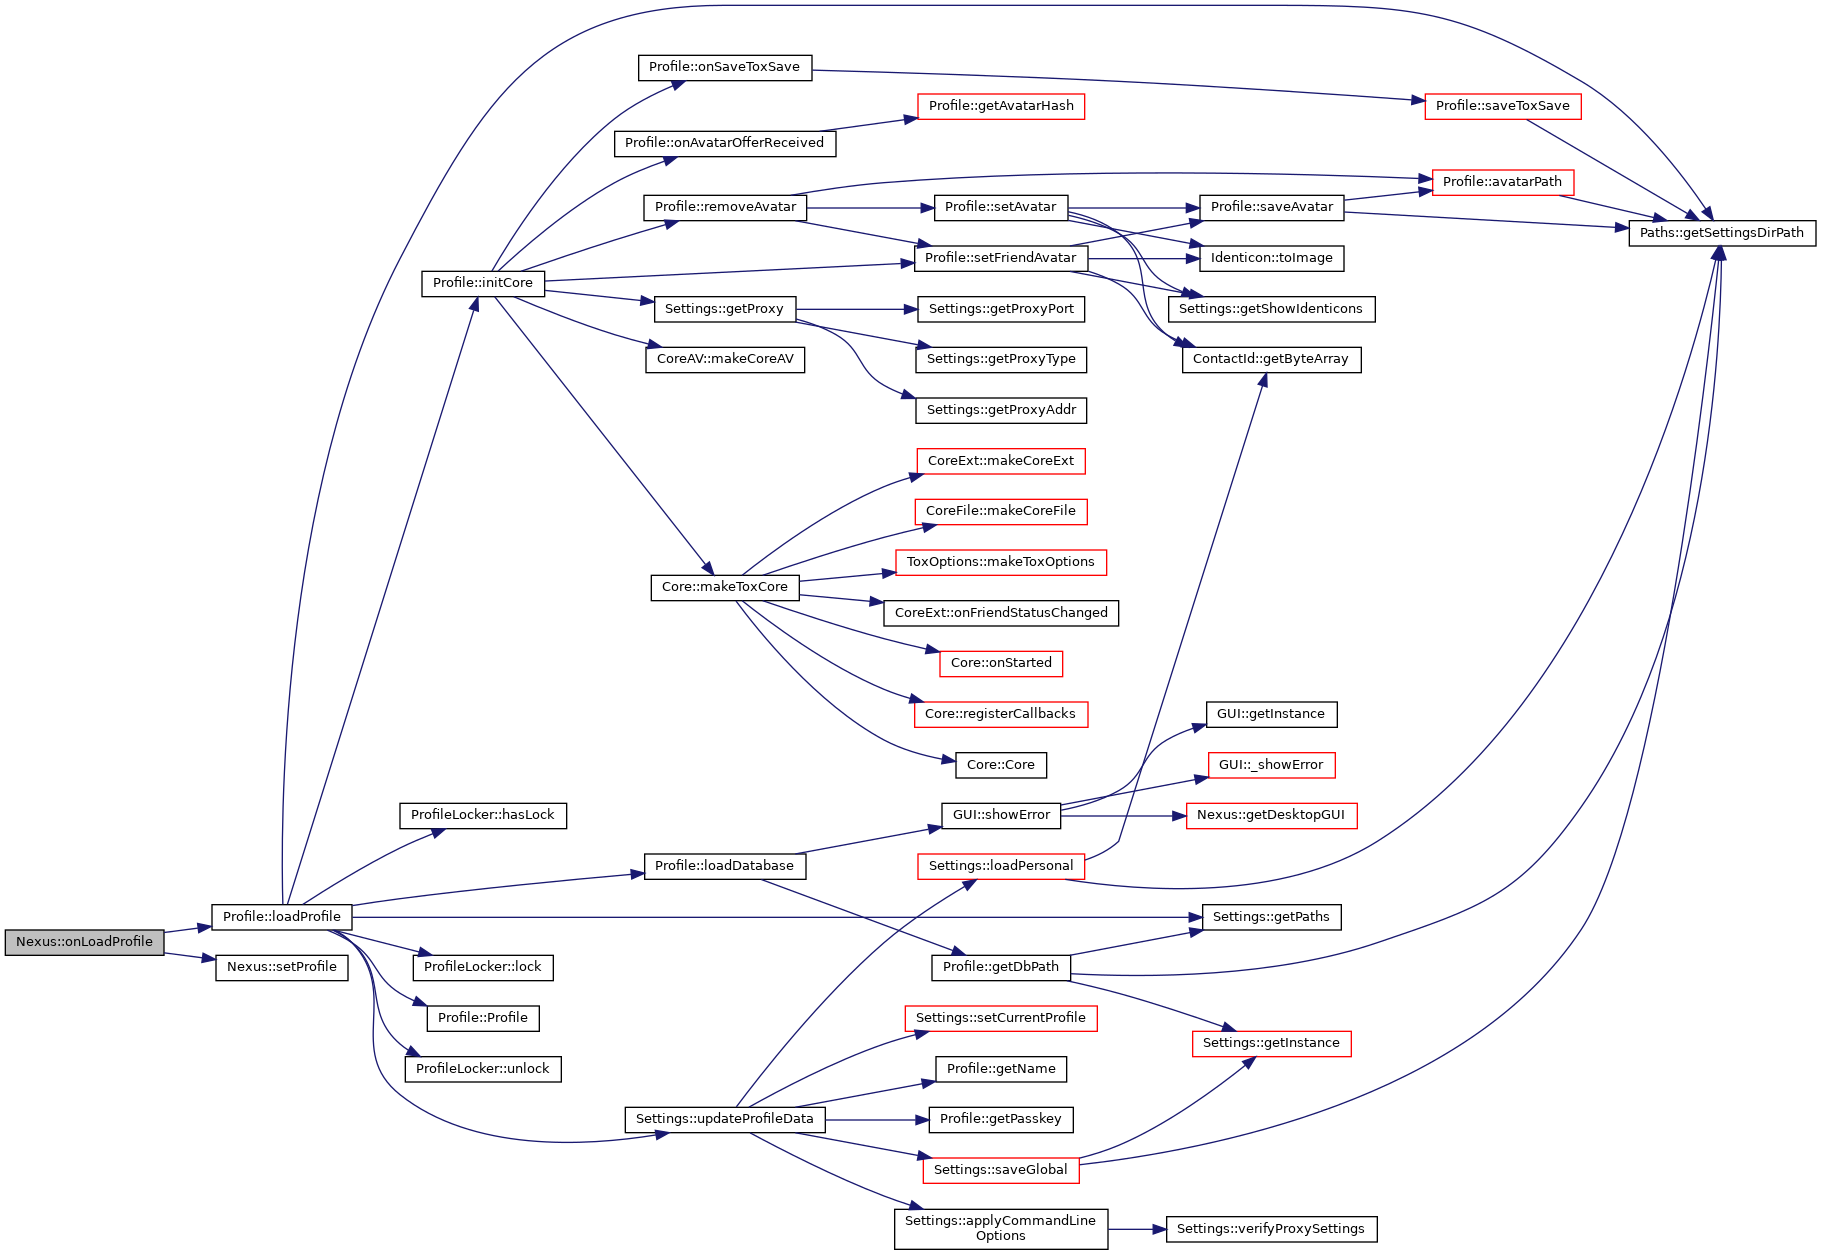 Profile::onSaveToxSave
Profile::getAvatarHash
Profile::saveToxSave
Profile::onAvatarOfferReceived
Profile::avatarPath
Profile::removeAvatar
Profile::setAvatar
Profile::saveAvatar
Paths::getSettingsDirPath
Profile::setFriendAvatar
Identicon::toImage
Profile::initCore
Settings::getProxy
Settings::getProxyPort
Settings::getShowIdenticons
CoreAV::makeCoreAV
Settings::getProxyType
ContactId::getByteArray
Settings::getProxyAddr
CoreExt::makeCoreExt
CoreFile::makeCoreFile
ToxOptions::makeToxOptions
Core::makeToxCore
CoreExt::onFriendStatusChanged
Core::onStarted
Core::registerCallbacks
GUI::getInstance
Core::Core
GUI::_showError
ProfileLocker::hasLock
GUI::showError
Nexus::getDesktopGUI
Profile::loadDatabase
Settings::loadPersonal
Profile::loadProfile
Settings::getPaths
Nexus::onLoadProfile
Nexus::setProfile
ProfileLocker::lock
Profile::getDbPath
Profile::Profile
Settings::setCurrentProfile
Settings::getInstance
ProfileLocker::unlock
Profile::getName
Settings::updateProfileData
Profile::getPasskey
Settings::saveGlobal
Settings::applyCommandLine
Options
Settings::verifyProxySettings